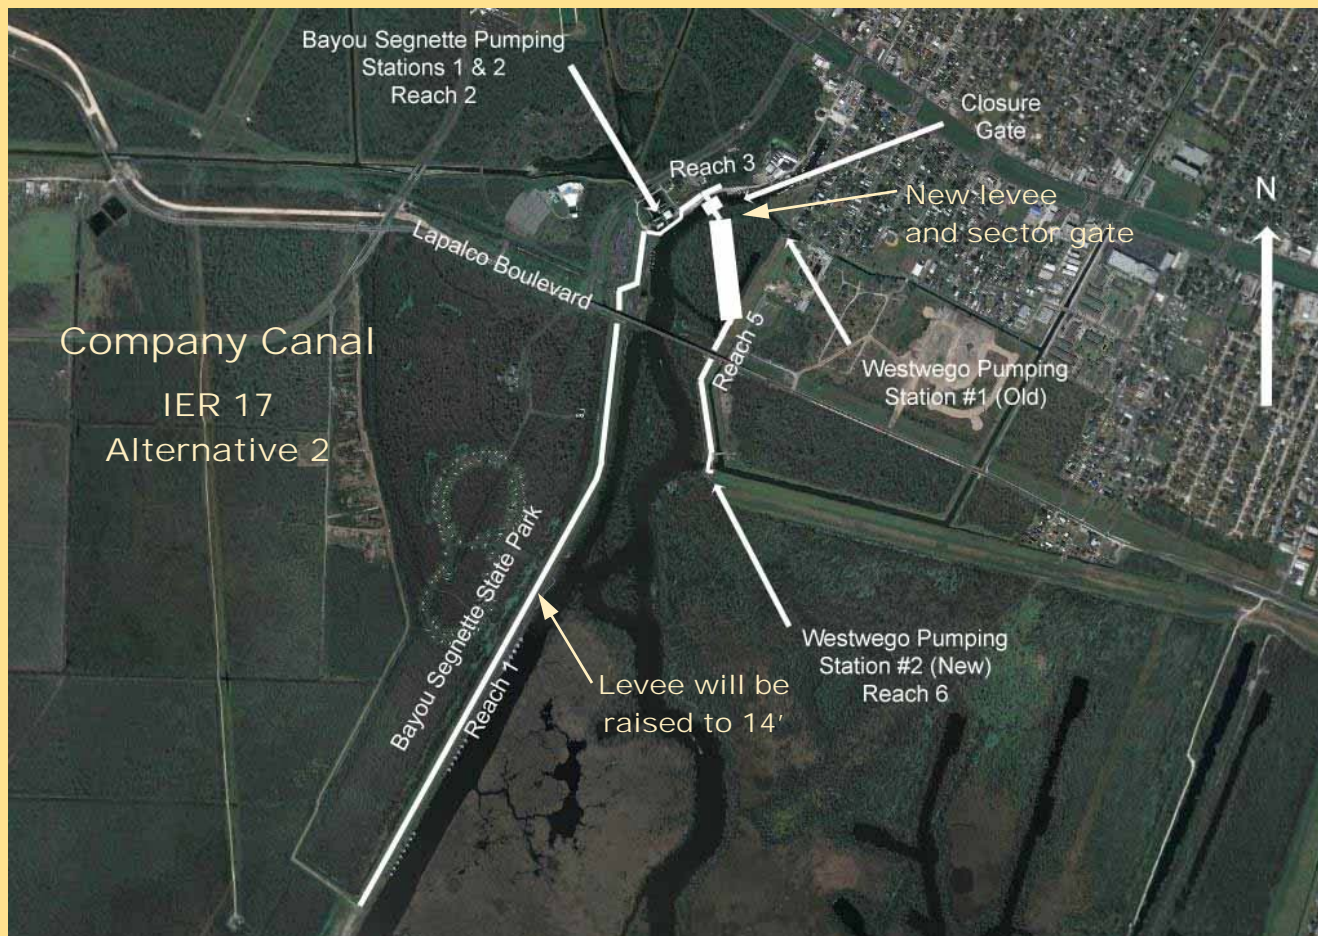 Bayou Segnette Pumping
Stations 1 & 2
Reach 2
Closure
Gate
Reach 3
N
New levee
and sector gate
Lapalco Boulevard
Company Canal
IER 17
Alternative 2
Reach 5
Westwego Pumping
Station #1 (Old)
Bayou Segnette State Park
Reach 1
Levee will be
raised to 14'
Westwego Pumping
Station #2 (New)
Reach 6